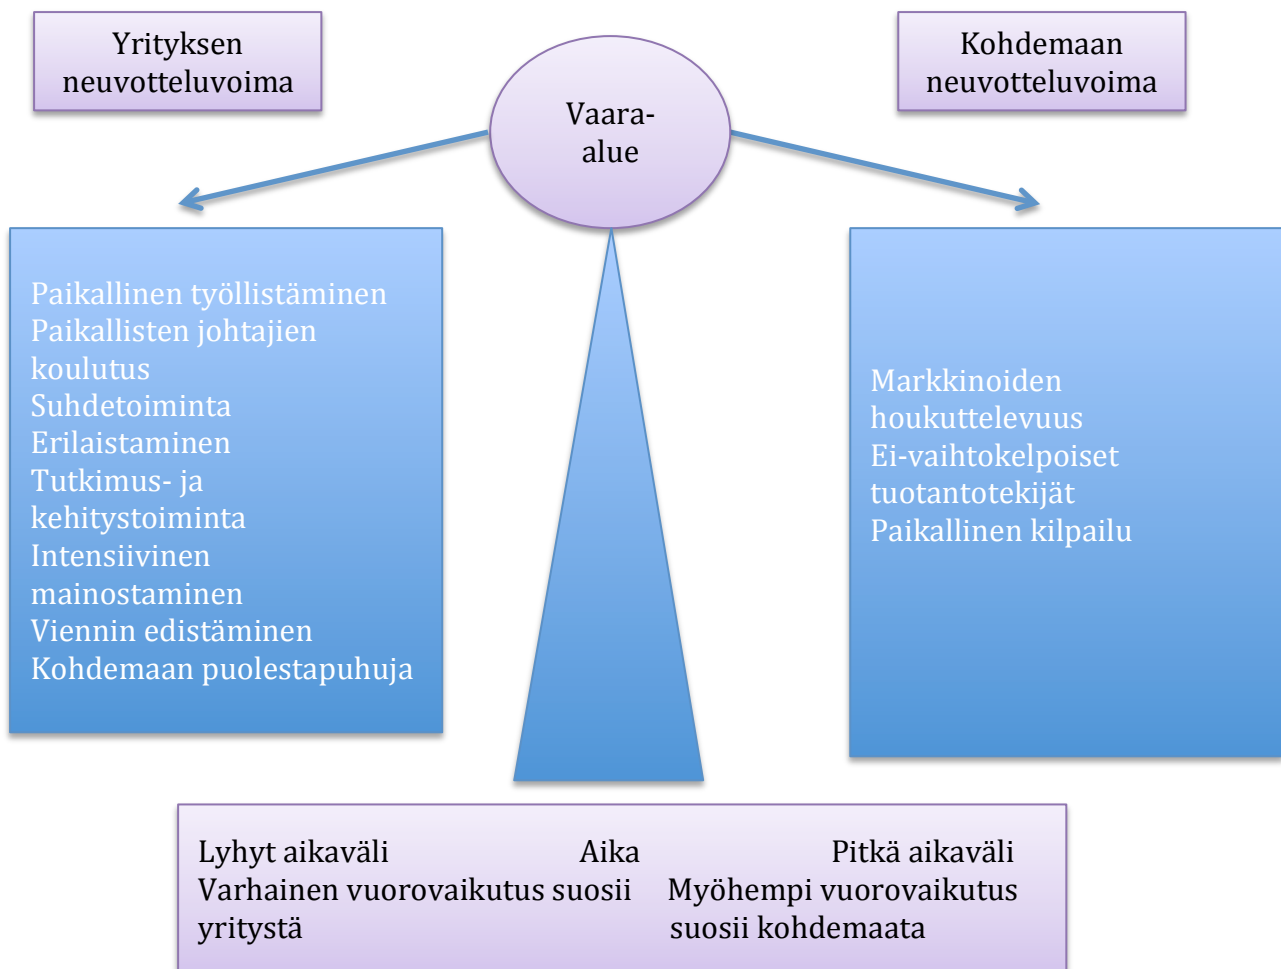 Yrityksen
neuvotteluvoima
Vaara-
alue
Kohdemaan
neuvotteluvoima
Paikallinen työllistäminen
Paikallisten johtajien
koulutus
Suhdetoiminta
Erilaistaminen
Tutkimus- ja
kehitystoiminta
Intensiivinen
mainostaminen
Viennin edistäminen
Kohdemaan puolestapuhuja
Markkinoiden
houkuttelevuus
Ei-vaihtokelpoiset
tuotantotekijät
Paikallinen kilpailu
Lyhyt aikaväli Aika Pitkä aikaväli
Varhainen vuorovaikutus suosii Myöhempi vuorovaikutus
yritystä suosii kohdemaata